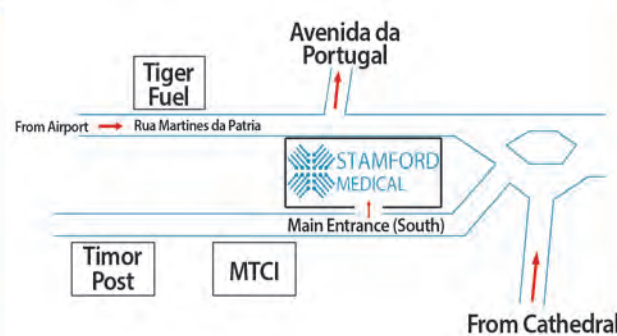 Avenida da
Portugal
Tiger
Fuel
From Airport
Rua Martines da Patria
STAMFORD
MEDICAL
Main Entrance (South)
Timor
Post
MTCI
From Cathedral